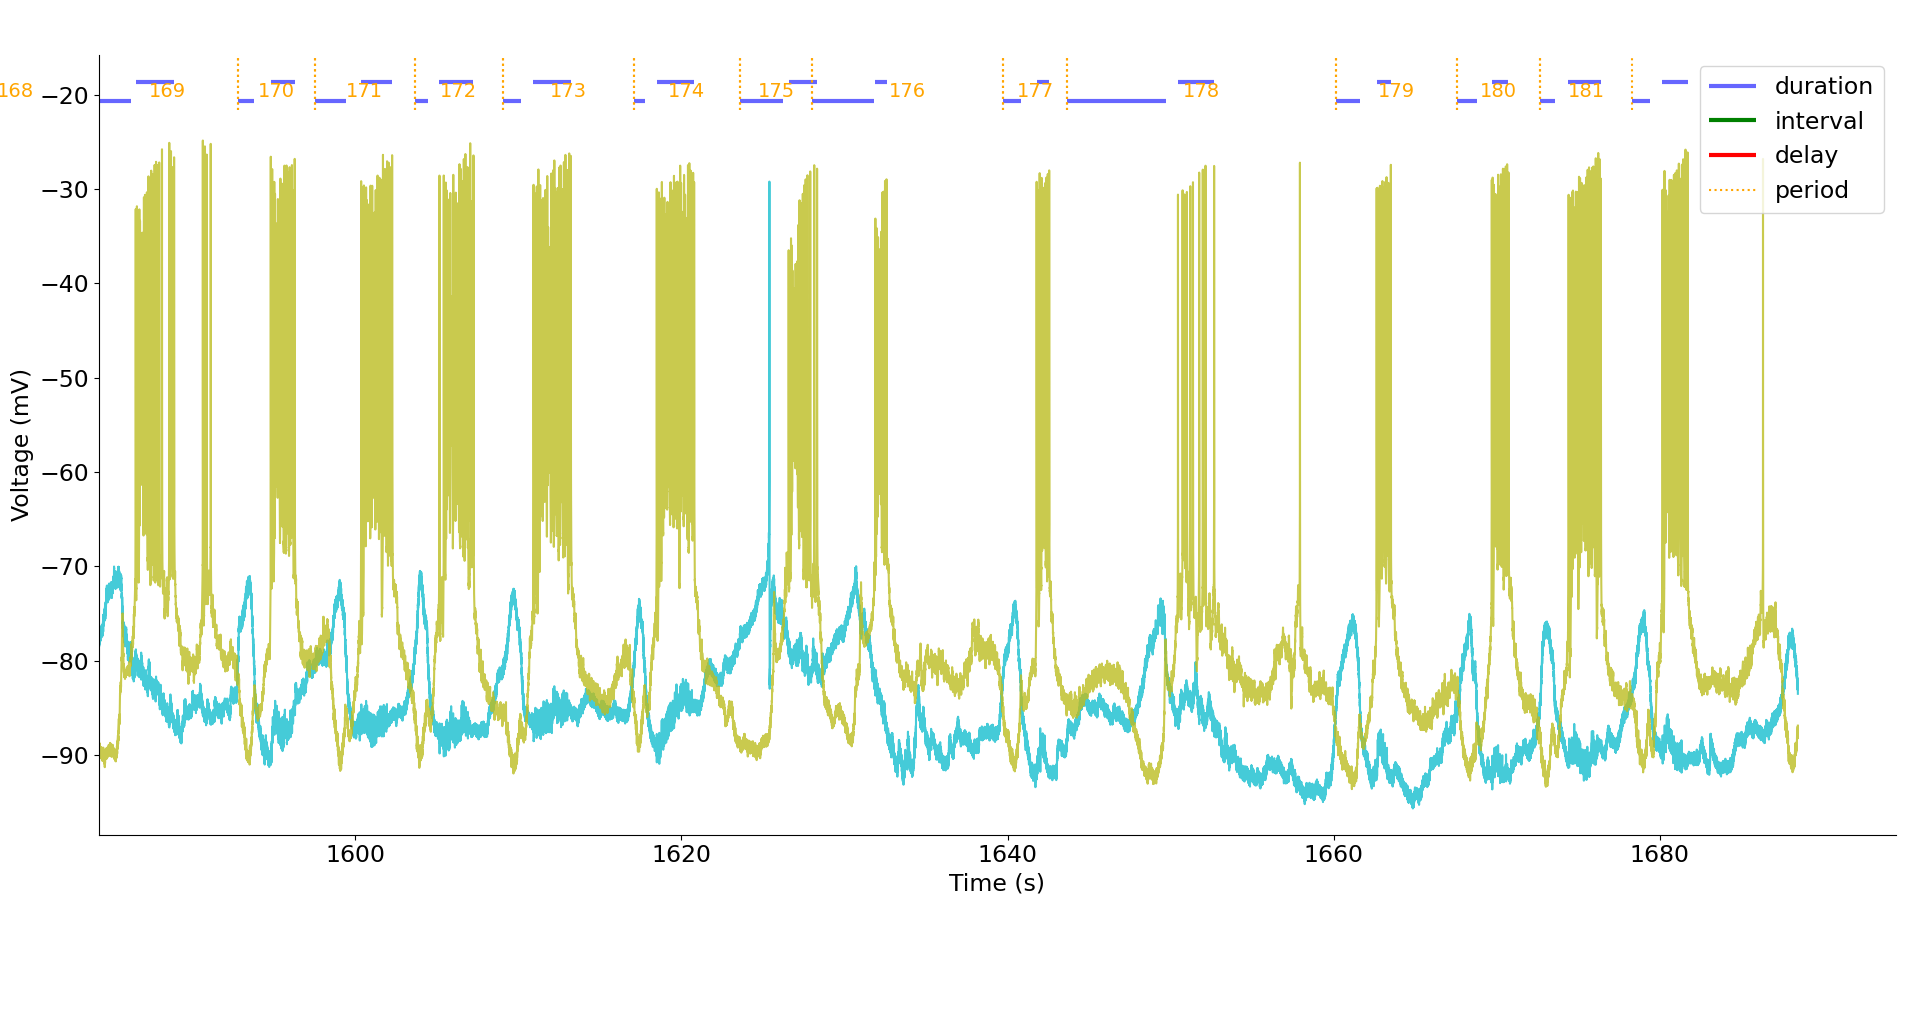 168 169 170 171 172 173 174 175 176 177 178 179 180 181
duration
interval
delay
period
−20
−30
−40
−50
−60
−70
−80
−90
Voltage (mV)
1600 1620 1640 1660 1680
Time (s)